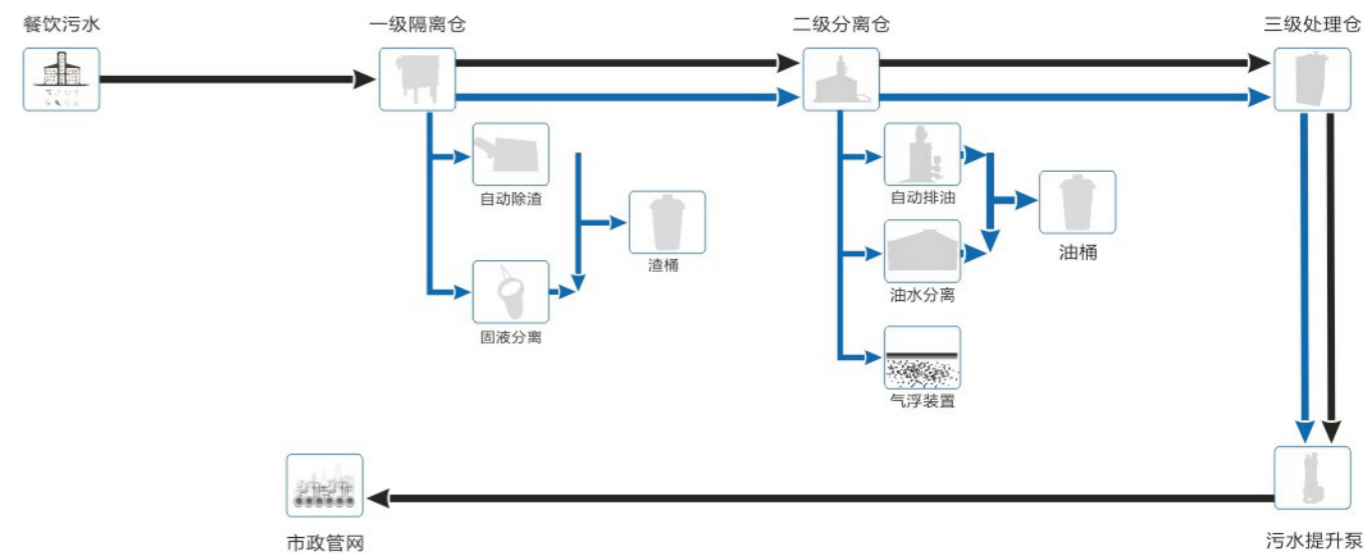 餐饮污水
一级隔离仓
二级分离仓
三级处理仓
自动除渣
自动排油
渣桶
油桶
油水分离
固液分离
气浮装置
市政管网
污水提升泵